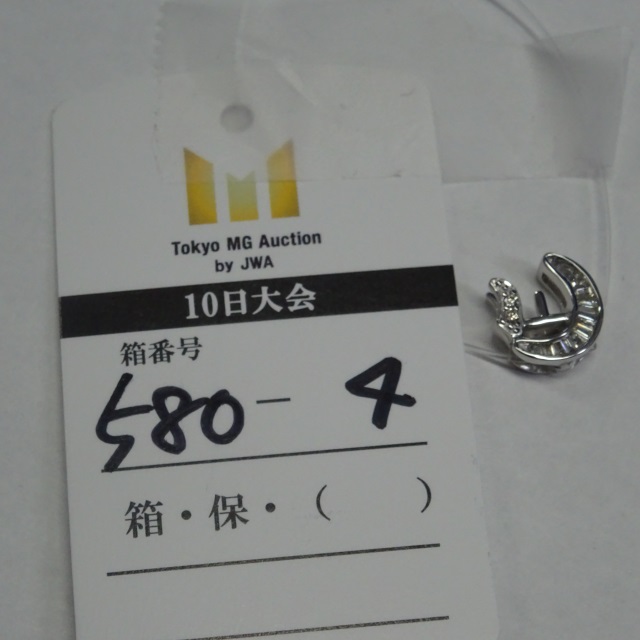 Tokyo MG Auction
by JWA
10日大会
箱番号
580 - 4
箱・保・（　　）